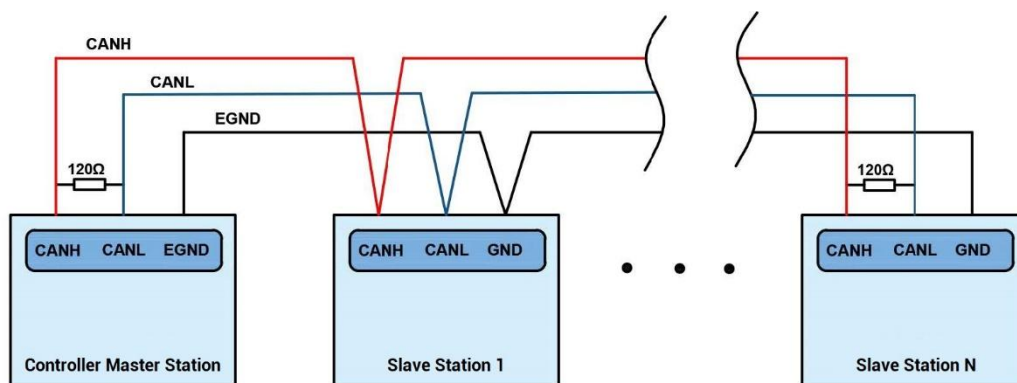 CANH
CANL
EGND
120Ω
120Ω
CANH CANL EGND
CANH CANL GND
CANH CANL GND
Controller Master Station
Slave Station 1
Slave Station N